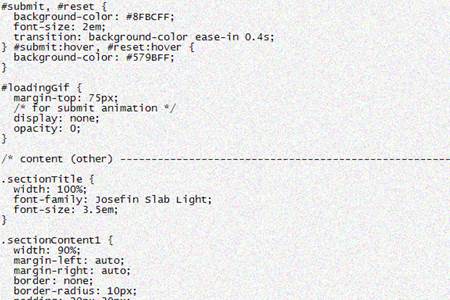 #submit, #reset {
  background-color: #8FBCFF;
  font-size: 2em;
  transition: background-color ease-in 0.4s;
} #submit:hover, #reset:hover {
  background-color: #579BFF;
}

#loadingGif {
  margin-top: 75px;
  /* for submit animation */
  display: none;
  opacity: 0;
}

/* content (other) -----------------------------------------------------

.sectionTitle {
  width: 100%;
  font-family: Josefin Slab Light;
  font-size: 3.5em;
}

.sectionContent1 {
  width: 90%;
  margin-left: auto;
  margin-right: auto;
  border: none;
  border-radius: 10px;
  padding: 20px 30px;